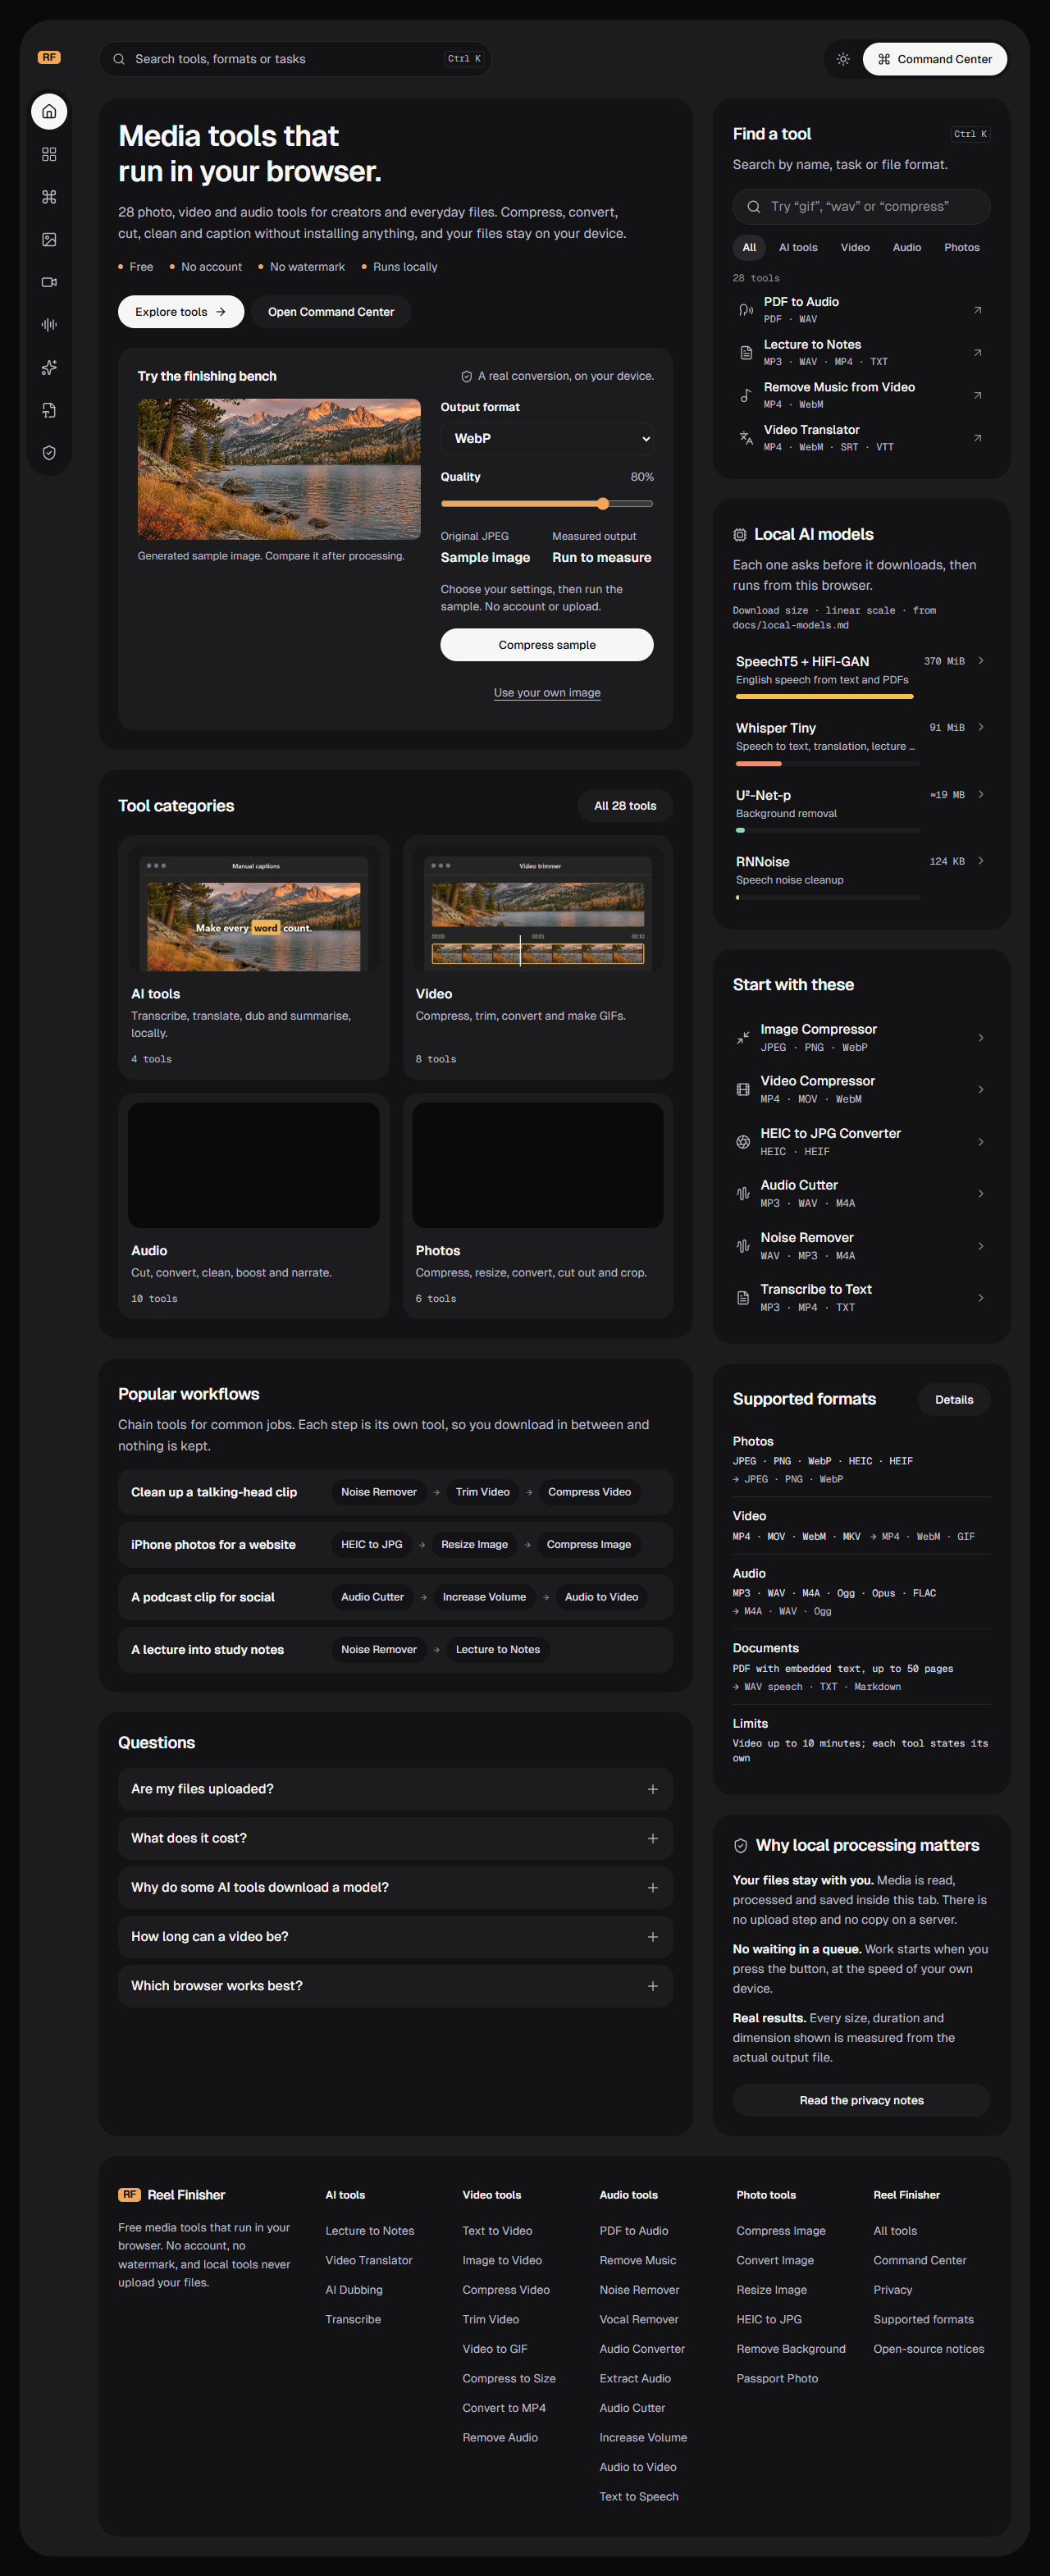 RF
Search tools, formats or tasks
Ctrl K
Command Center
Media tools that
run in your browser.
28 photo, video and audio tools for creators and everyday files. Compress, convert,
cut, clean and caption without installing anything, and your files stay on your device.
Free
No account
No watermark
Runs locally
Explore tools
Open Command Center
Try the finishing bench
A real conversion, on your device.
Generated sample image. Compare it after processing.
Output format
WebP
Quality
80%
Original JPEG
Measured output
Sample image
Run to measure
Choose your settings, then run the
sample. No account or upload.
Compress sample
Use your own image
Tool categories
All 28 tools
Manual captions
Make every word count.
AI tools
Transcribe, translate, dub and summarise,
locally.
4 tools
Video trimmer
00:00
00:05
00:10
Video
Compress, trim, convert and make GIFs.
8 tools
Audio
Cut, convert, clean, boost and narrate.
10 tools
Photos
Compress, resize, convert, cut out and crop.
6 tools
Popular workflows
Chain tools for common jobs. Each step is its own tool, so you download in between and
nothing is kept.
Clean up a talking-head clip
Noise Remover → Trim Video → Compress Video
iPhone photos for a website
HEIC to JPG → Resize Image → Compress Image
A podcast clip for social
Audio Cutter → Increase Volume → Audio to Video
A lecture into study notes
Noise Remover → Lecture to Notes
Questions
Are my files uploaded?
What does it cost?
Why do some AI tools download a model?
How long can a video be?
Which browser works best?
Find a tool
Ctrl K
Search by name, task or file format.
Try “gif”, “wav” or “compress”
All
AI tools
Video
Audio
Photos
28 tools
PDF to Audio
PDF · WAV
Lecture to Notes
MP3 · WAV · MP4 · TXT
Remove Music from Video
MP4 · WebM
Video Translator
MP4 · WebM · SRT · VTT
Local AI models
Each one asks before it downloads, then
runs from this browser.
Download size · linear scale · from
docs/local-models.md
SpeechT5 + HiFi-GAN
370 MiB
English speech from text and PDFs
Whisper Tiny
91 MiB
Speech to text, translation, lecture …
U²-Net-p
≈19 MB
Background removal
RNNoise
124 KB
Speech noise cleanup
Start with these
Image Compressor
JPEG · PNG · WebP
Video Compressor
MP4 · MOV · WebM
HEIC to JPG Converter
HEIC · HEIF
Audio Cutter
MP3 · WAV · M4A
Noise Remover
WAV · MP3 · M4A
Transcribe to Text
MP3 · MP4 · TXT
Supported formats
Details
Photos
JPEG · PNG · WebP · HEIC · HEIF
→ JPEG · PNG · WebP
Video
MP4 · MOV · WebM · MKV → MP4 · WebM · GIF
Audio
MP3 · WAV · M4A · Ogg · Opus · FLAC
→ M4A · WAV · Ogg
Documents
PDF with embedded text, up to 50 pages
→ WAV speech · TXT · Markdown
Limits
Video up to 10 minutes; each tool states its
own
Why local processing matters
Your files stay with you. Media is read,
processed and saved inside this tab. There is
no upload step and no copy on a server.
No waiting in a queue. Work starts when you
press the button, at the speed of your own
device.
Real results. Every size, duration and
dimension shown is measured from the
actual output file.
Read the privacy notes
RF Reel Finisher
Free media tools that run in your
browser. No account, no
watermark, and local tools never
upload your files.
AI tools
Lecture to Notes
Video Translator
AI Dubbing
Transcribe
Video tools
Text to Video
Image to Video
Compress Video
Trim Video
Video to GIF
Compress to Size
Convert to MP4
Remove Audio
Audio tools
PDF to Audio
Remove Music
Noise Remover
Vocal Remover
Audio Converter
Extract Audio
Audio Cutter
Increase Volume
Audio to Video
Text to Speech
Photo tools
Compress Image
Convert Image
Resize Image
HEIC to JPG
Remove Background
Passport Photo
Reel Finisher
All tools
Command Center
Privacy
Supported formats
Open-source notices